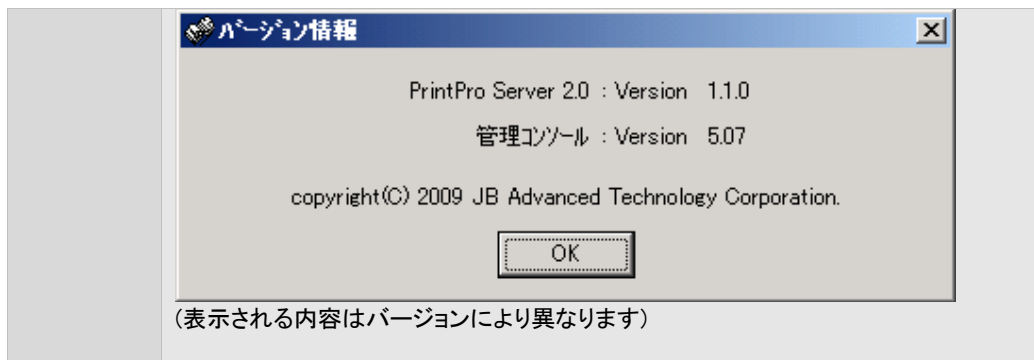 バージョン情報
PrintPro Server 2.0 : Version 1.1.0
管理コンソール : Version 5.07
copyright(C) 2009 JB Advanced Technology Corporation.
OK
(表示される内容はバージョンにより異なります)